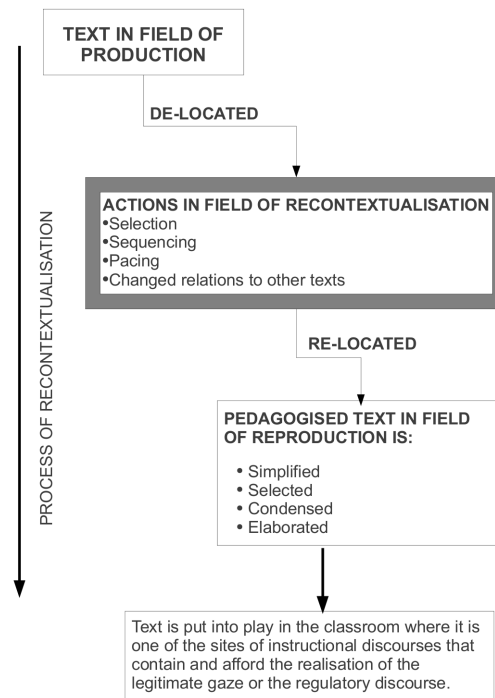 TEXT IN FIELD OF
PRODUCTION
DE-LOCATED
ACTIONS IN FIELD OF RECONTEXTUALISATION
•Selection
•Sequencing
•Pacing
•Changed relations to other texts
RE-LOCATED
PEDAGOGISED TEXT IN FIELD
OF REPRODUCTION IS:
• Simplified
• Selected
• Condensed
• Elaborated
Text is put into play in the classroom where it is
one of the sites of instructional discourses that
contain and afford the realisation of the
legitimate gaze or the regulatory discourse.
PROCESS OF RECONTEXTUALISATION